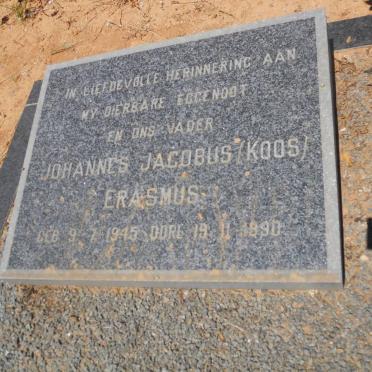 IN LIEFDEVOLLE HERINNERING AAN
MY DIERBARE EGGENOOT
EN ONS VADER
JOHANNES JACOBUS (KOOS)
ERASMUS
GEB 9 7 1945 OORL 19 11 1990